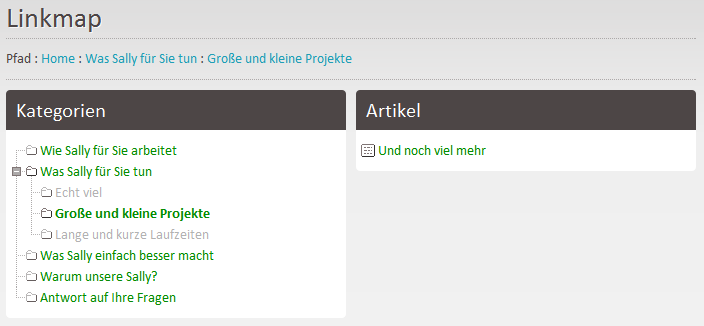 Linkmap
Pfad : Home : Was Sally für Sie tun : Große und kleine Projekte
Kategorien
Wie Sally für Sie arbeitet
Was Sally für Sie tun
Echt viel
Große und kleine Projekte
Lange und kurze Laufzeiten
Was Sally einfach besser macht
Warum unsere Sally?
Antwort auf Ihre Fragen
Artikel
Und noch viel mehr